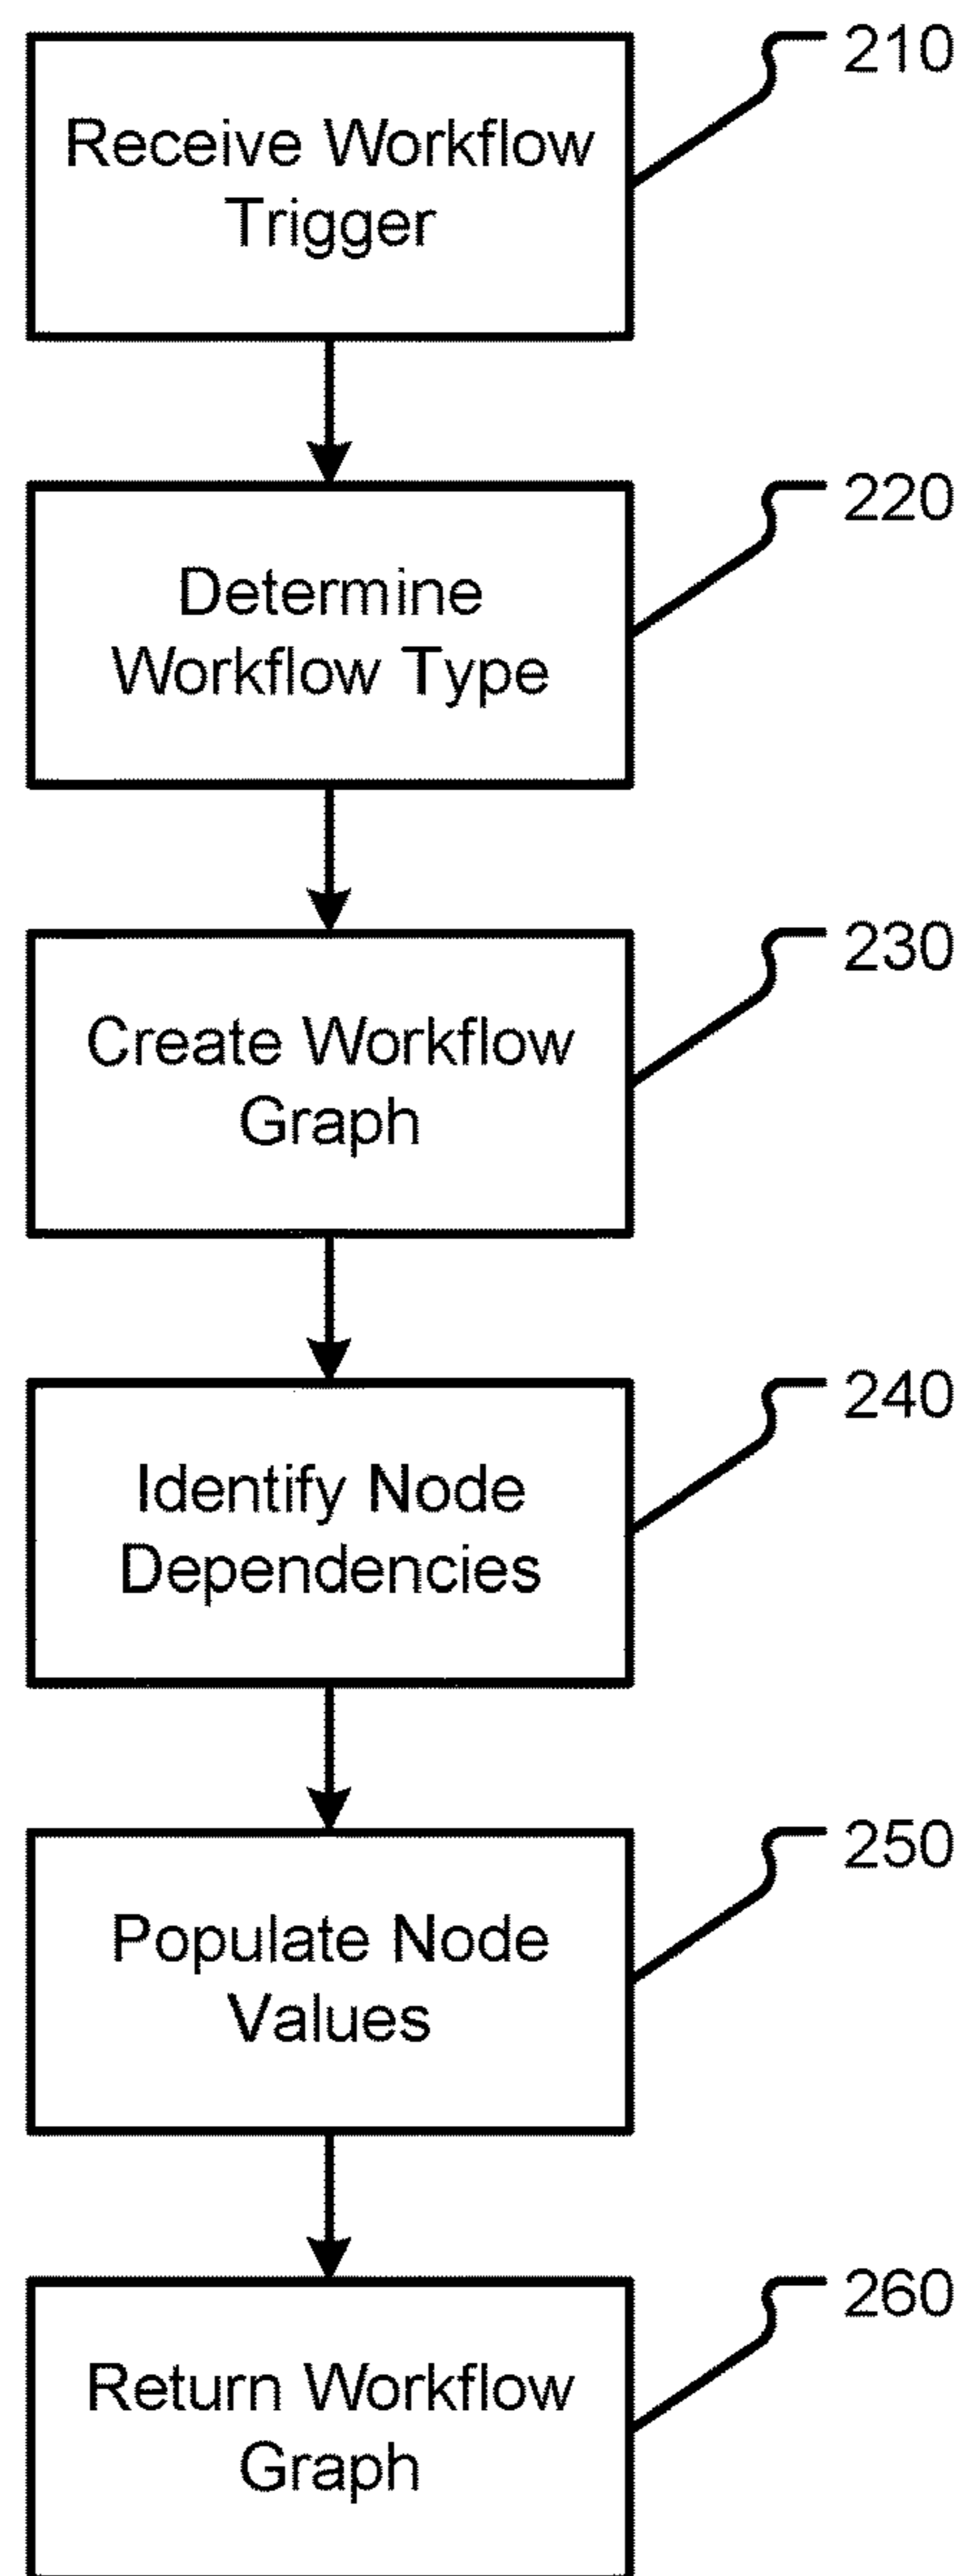 210
Receive Workflow
Trigger
220
Determine
Workflow Type
230
Create Workflow
Graph
240
Identify Node
Dependencies
250
Populate Node
Values
260
Return Workflow
Graph